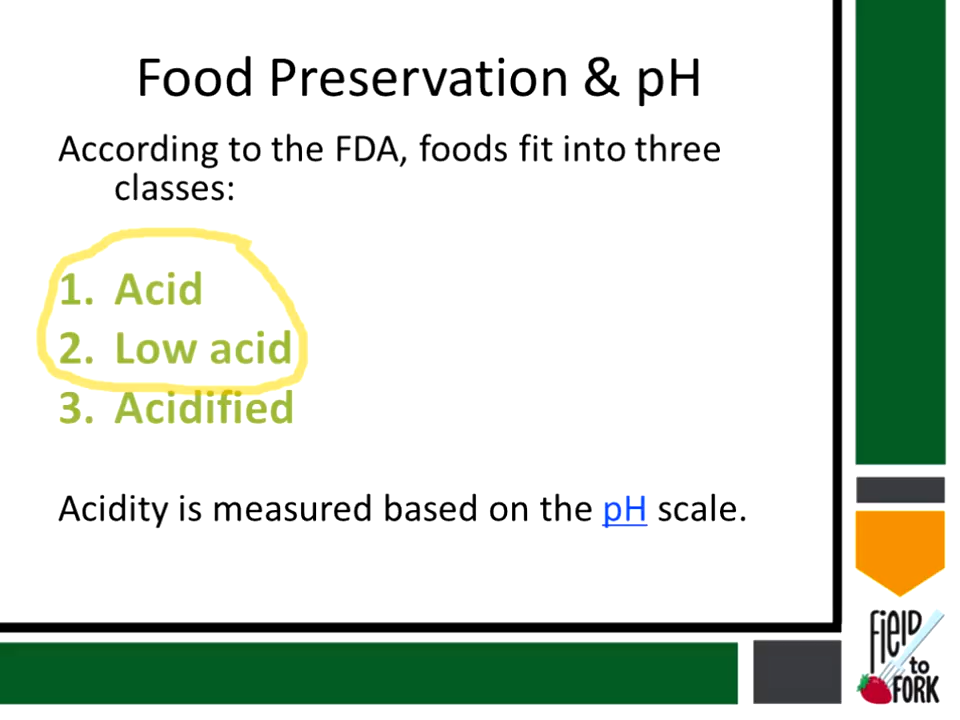 Food Preservation & pH
According to the FDA, foods fit into three
classes:
1. Acid
2. Low acid
3. Acidified
Acidity is measured based on the pH scale.
FIELD
to
FORK